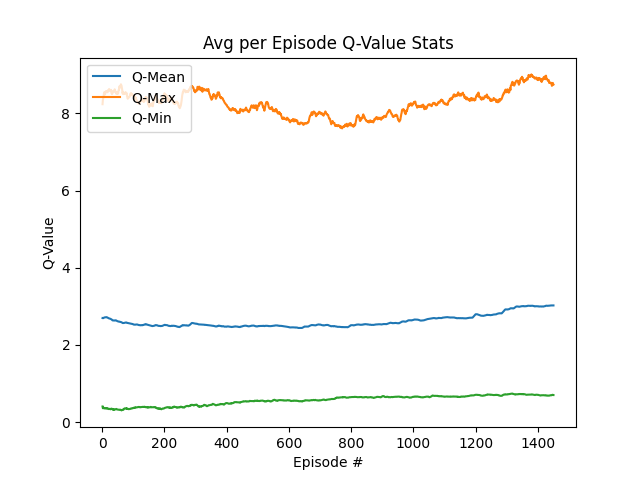 Avg per Episode Q-Value Stats
Q-Mean
Q-Max
Q-Min
Q-Value
8
6
4
2
0
0 200 400 600 800 1000 1200 1400
Episode #